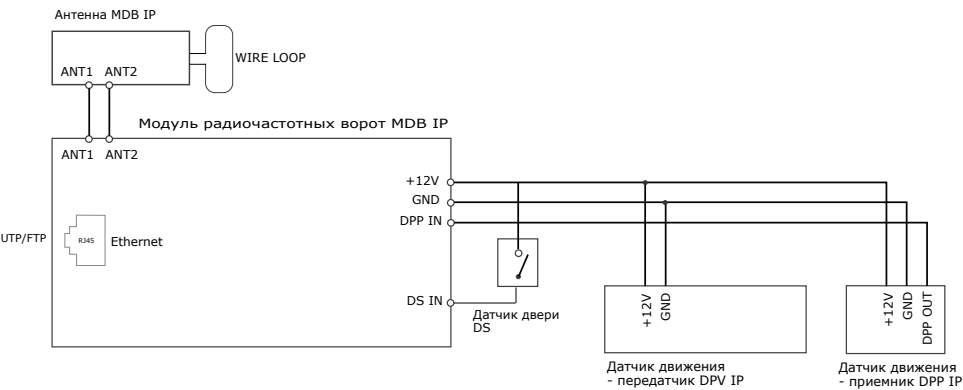 Антенна MDB IP
WIRE LOOP
ANT1 ANT2
Модуль радиочастотных ворот MDB IP
ANT1 ANT2
+12V
GND
DPP IN
UTP/FTP
RJ45
Ethernet
DS IN
Датчик двери
DS
+12V
GND
Датчик движения
- передатчик DPV IP
+12V
GND
DPP OUT
Датчик движения
- приемник DPP IP